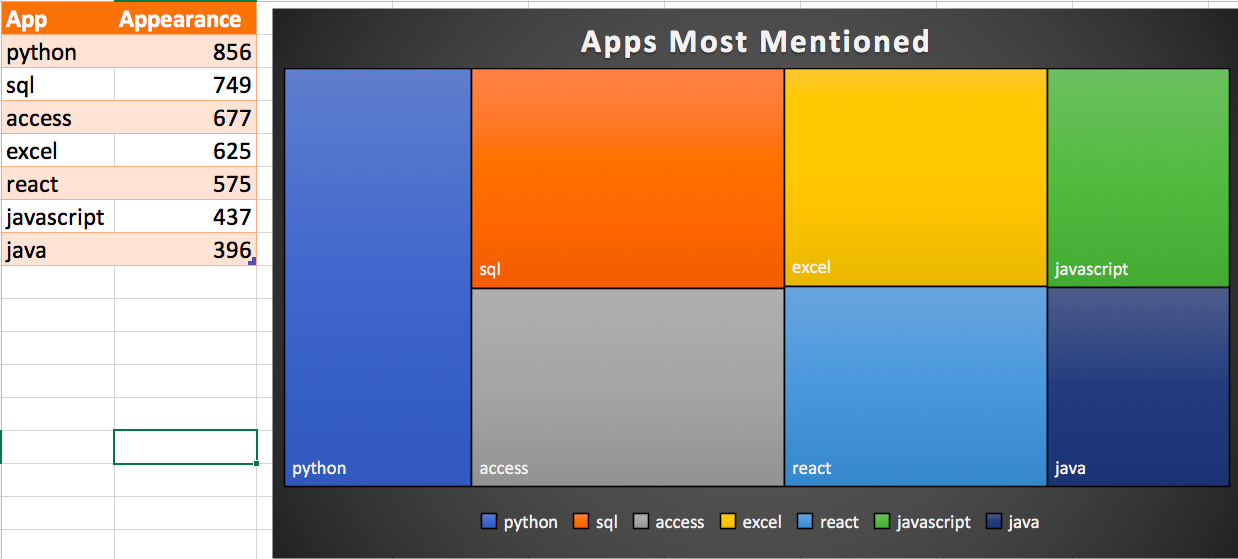 App Appearance
python 856
sql 749
access 677
excel 625
react 575
javascript 437
java 396
Apps Most Mentioned
sql
excel
javascript
python
access
react
java
python sql access excel react javascript java